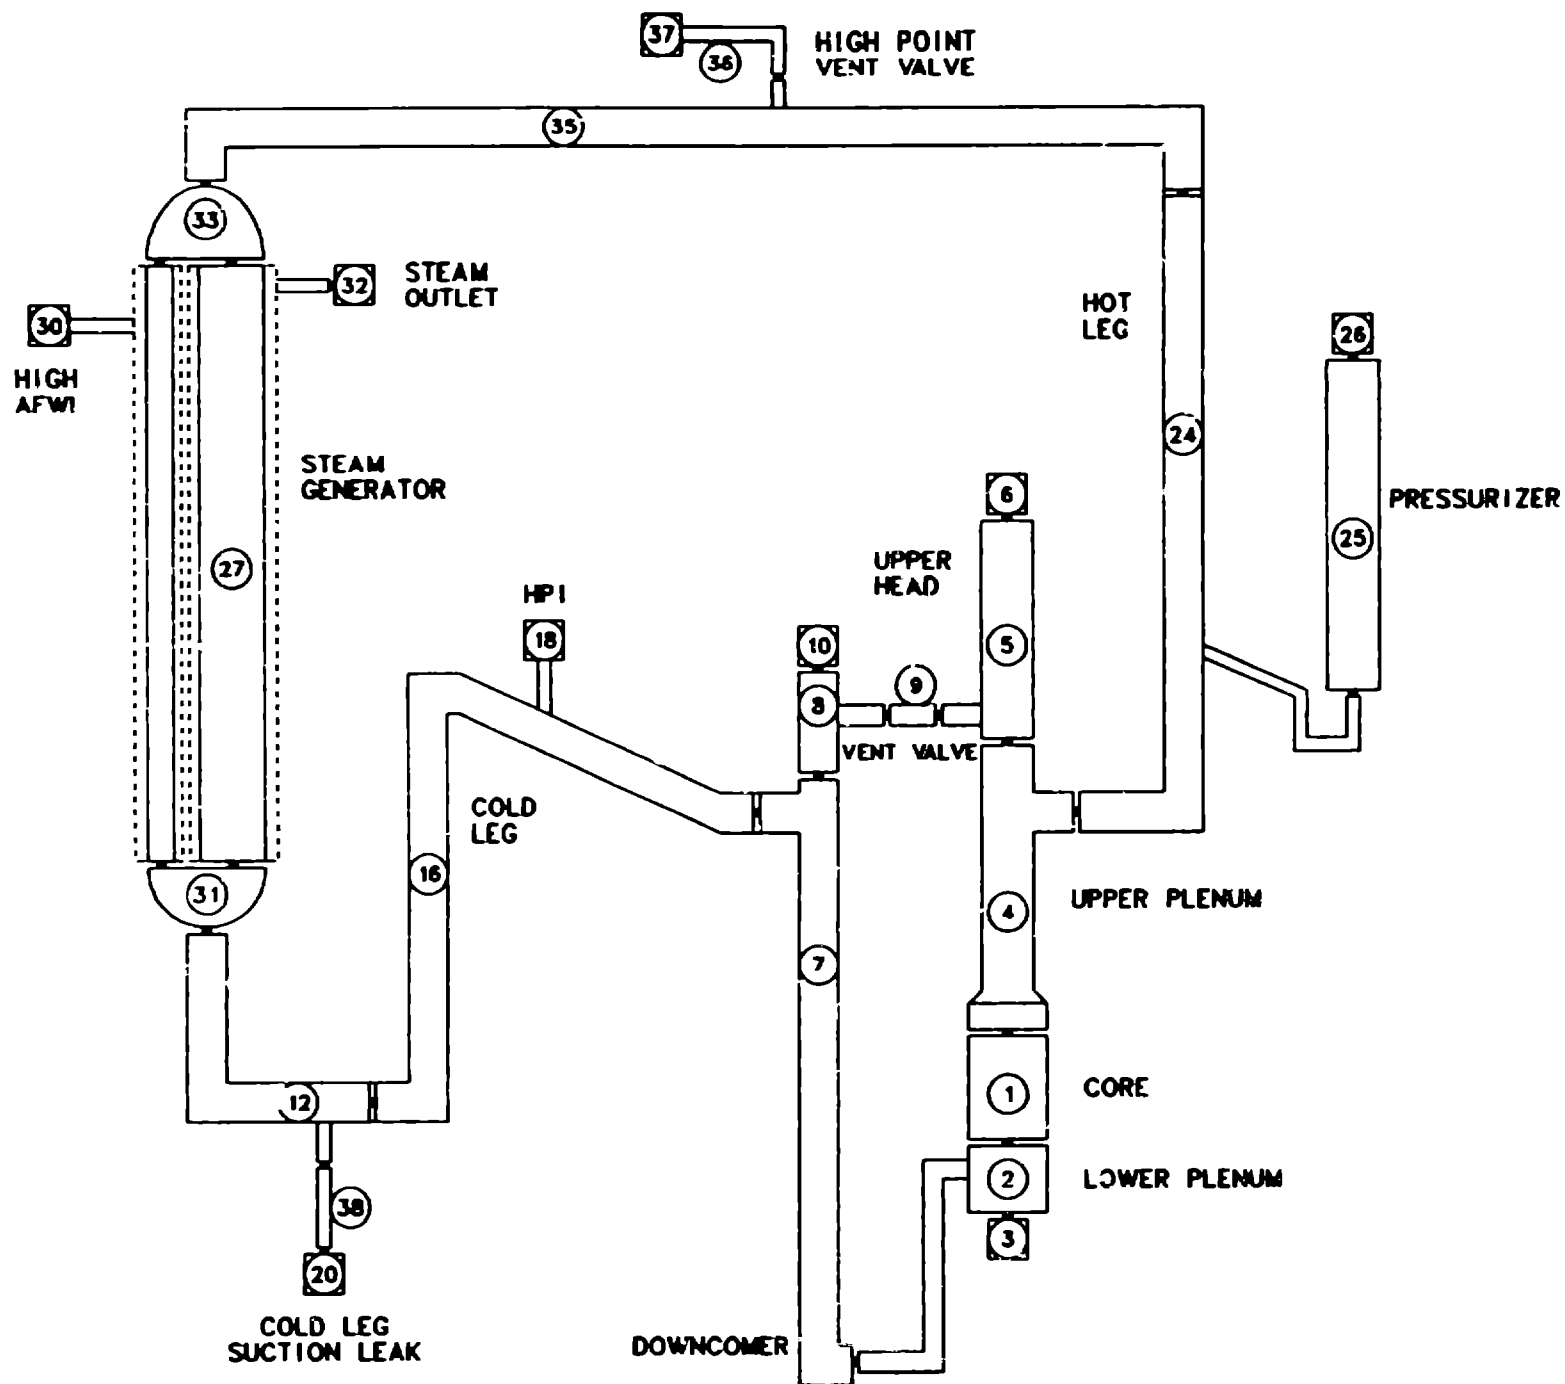 37
36
HIGH POINT
VENT VALVE
35
33
STEAM
OUTLET
32
30
HIGH
AFWI
HOT
LEG
26
24
STEAM
GENERATOR
6
PRESSURIZER
25
27
UPPER
HEAD
HPI
18
10
5
9
8
VENT VALVE
COLD
LEG
16
31
UPPER PLENUM
4
7
12
1
CORE
2
LOWER PLENUM
38
3
20
COLD LEG
SUCTION LEAK
DOWNCOMER